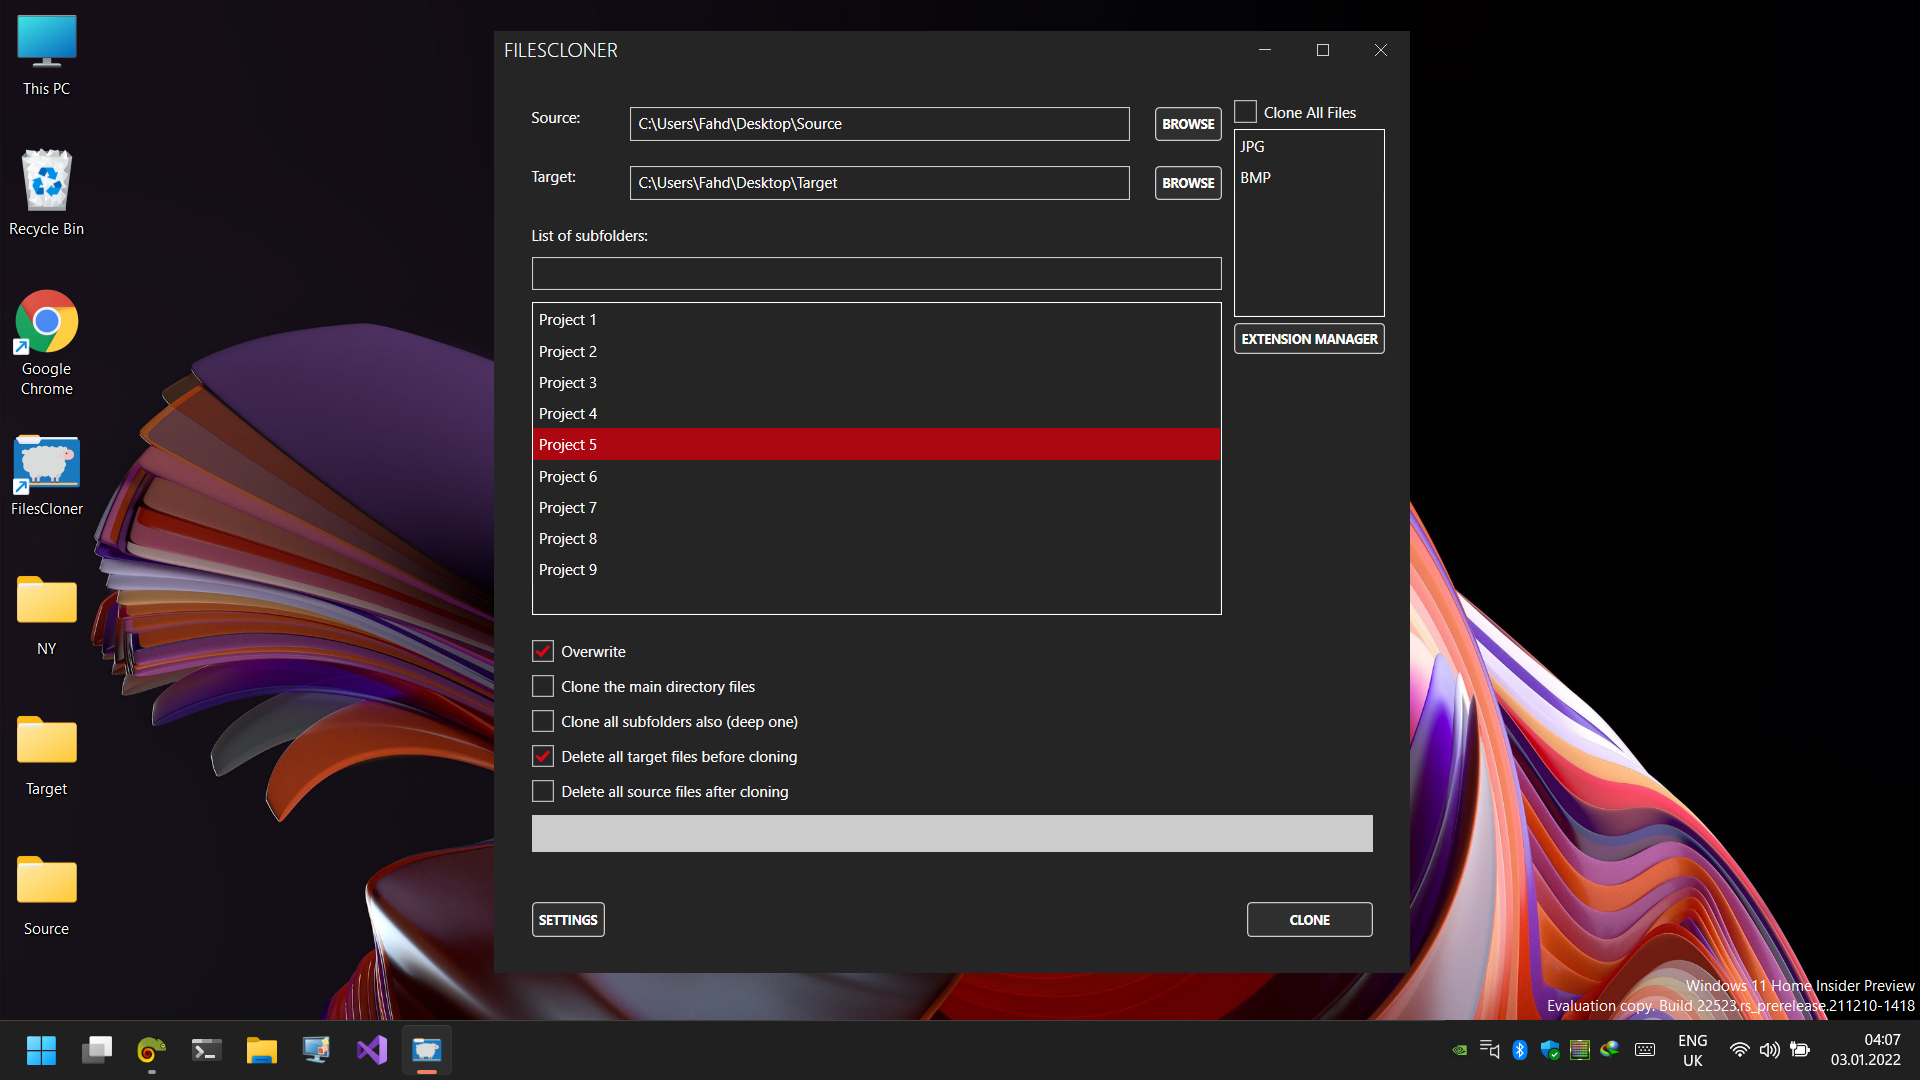 This PC
Recycle Bin
Google
Chrome
FilesCloner
NY
Target
Source
FILESCLONER
Source:
C:\Users\Fahd\Desktop\Source
BROWSE
Clone All Files
JPG
BMP
Target:
C:\Users\Fahd\Desktop\Target
BROWSE
EXTENSION MANAGER
List of subfolders:
Project 1
Project 2
Project 3
Project 4
Project 5
Project 6
Project 7
Project 8
Project 9
Overwrite
Clone the main directory files
Clone all subfolders also (deep one)
Delete all target files before cloning
Delete all source files after cloning
SETTINGS
CLONE
Windows 11 Home Insider Preview
Evaluation copy. Build 22523.rs_prerelease.211210-1418
ENG
UK
04:07
03.01.2022